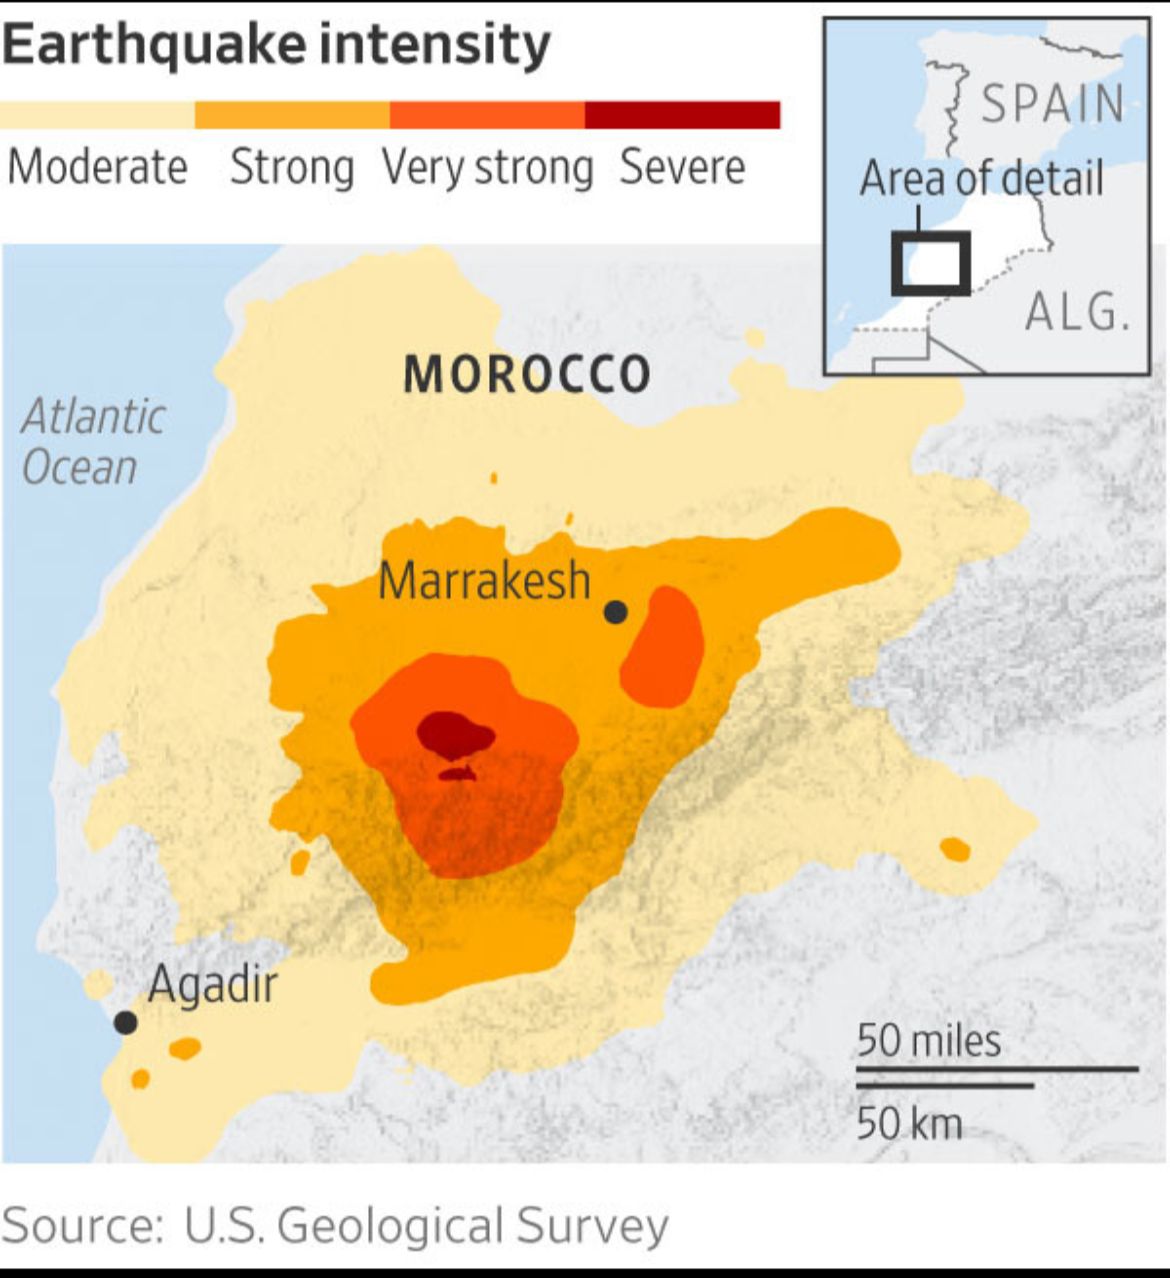 Earthquake intensity
Moderate Strong Very strong Severe
SPAIN
Area of detail
ALG.
MOROCCO
Atlantic
Ocean
Marrakesh
Agadir
50 miles
50 km
Source: U.S. Geological Survey